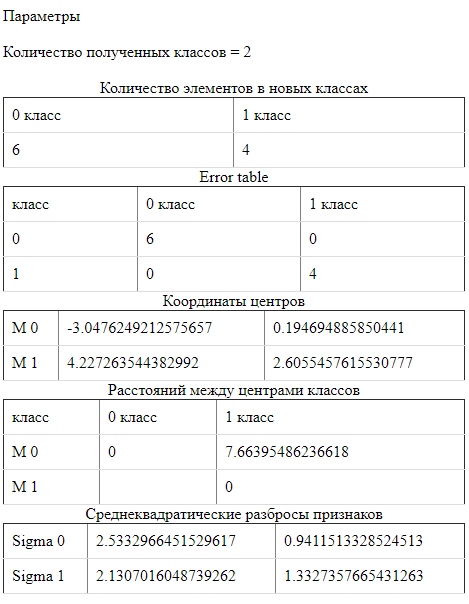 Параметры
Количество полученных классов = 2
Количество элементов в новых классах
0 класс 1 класс
6 4
Error table
класс 0 класс 1 класс
0 6 0
1 0 4
Координаты центров
M 0 -3.0476249212575657 0.194694885850441
M 1 4.227263544382992 2.6055457615530777
Расстояний между центрами классов
класс 0 класс 1 класс
M 0 0 7.66395486236618
M 1 0
Среднеквадратические разбросы признаков
Sigma 0 2.5332966451529617 0.9411513328524513
Sigma 1 2.1307016048739262 1.3327357665431263